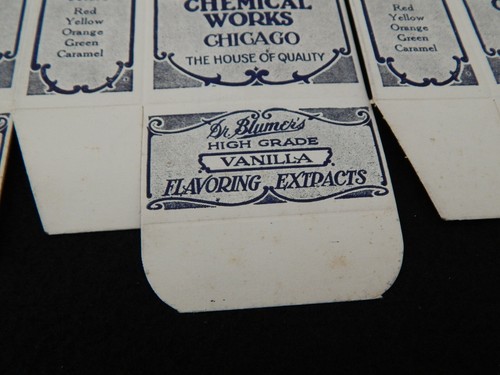 Red
Yellow
Orange
Green
Caramel
CHEMICAL
WORKS
CHICAGO
THE HOUSE OF QUALITY
Red
Yellow
Orange
Green
Caramel
Dr. Blumer's
HIGH GRADE
VANILLA
FLAVORING EXTRACTS